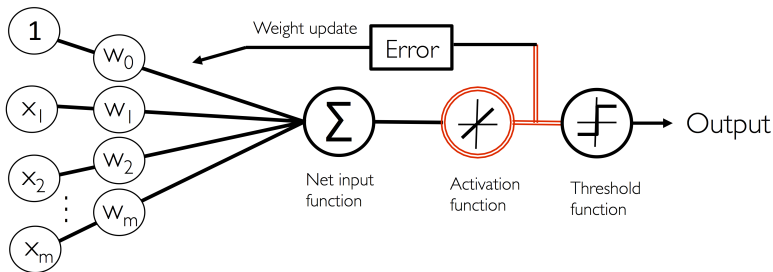 1
w0
Weight update
Error
x1
w1
Σ
Output
x2
w2
Net input
function
Activation
function
Threshold
function
xm
wm